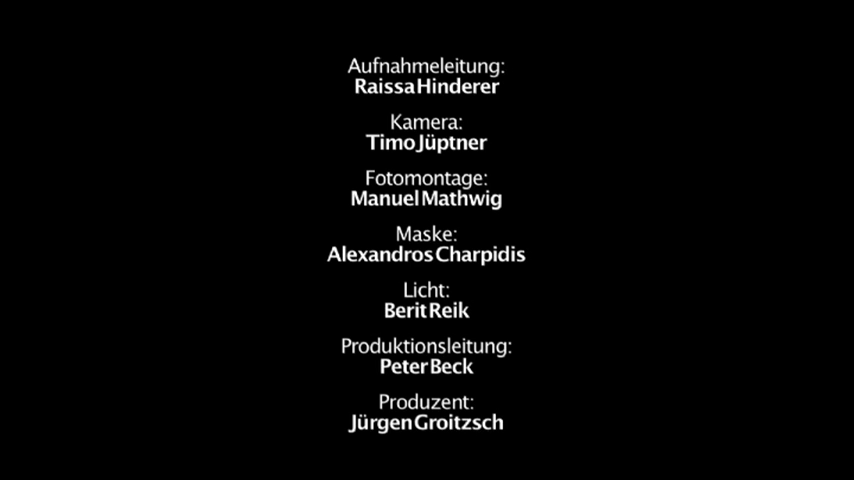 Aufnahmeleitung:
Raissa Hinderer
Kamera:
Timo Jüptner
Fotomontage:
Manuel Mathwig
Maske:
Alexandros Charpidis
Licht:
Berit Reik
Produktionsleitung:
Peter Beck
Produzent:
Jürgen Groitzsch